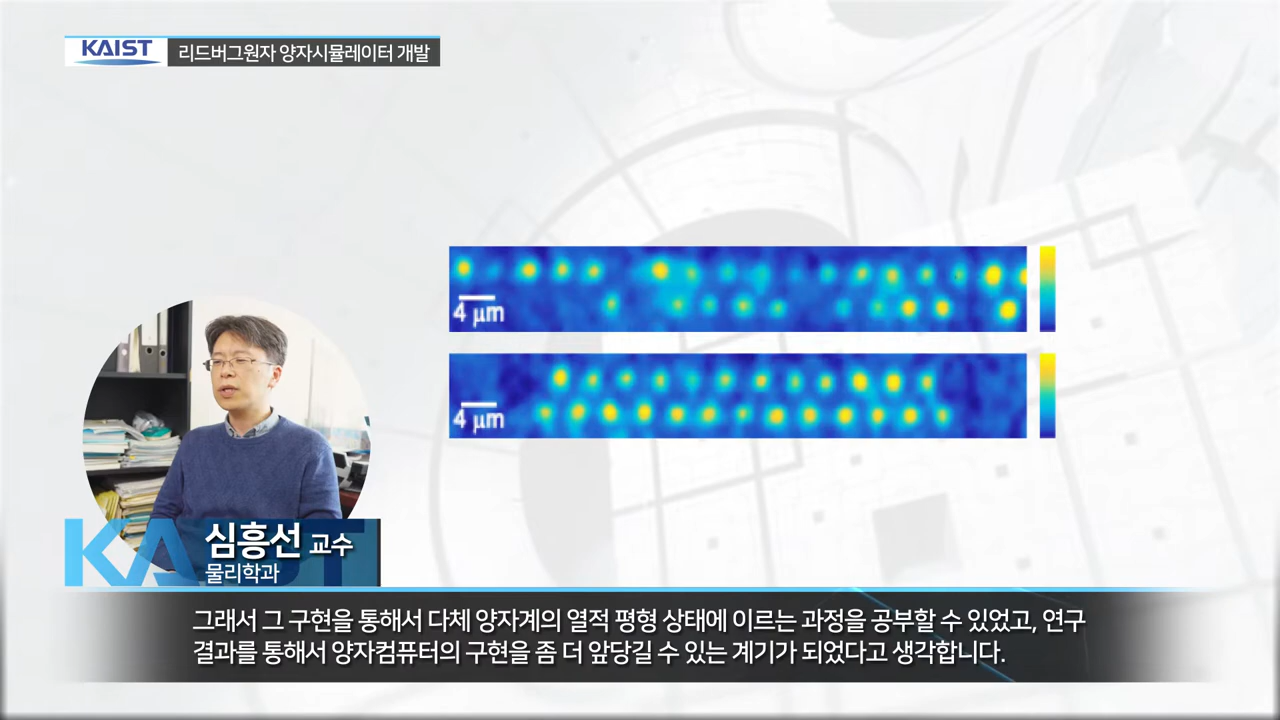 KAIST 리드버그원자 양자시뮬레이터 개발
4 μm
4 μm
KAIST
심흥선 교수
물리학과
그래서 그 구현을 통해서 다체 양자계의 열적 평형 상태에 이르는 과정을 공부할 수 있었고, 연구
결과를 통해서 양자컴퓨터의 구현을 좀 더 앞당길 수 있는 계기가 되었다고 생각합니다.